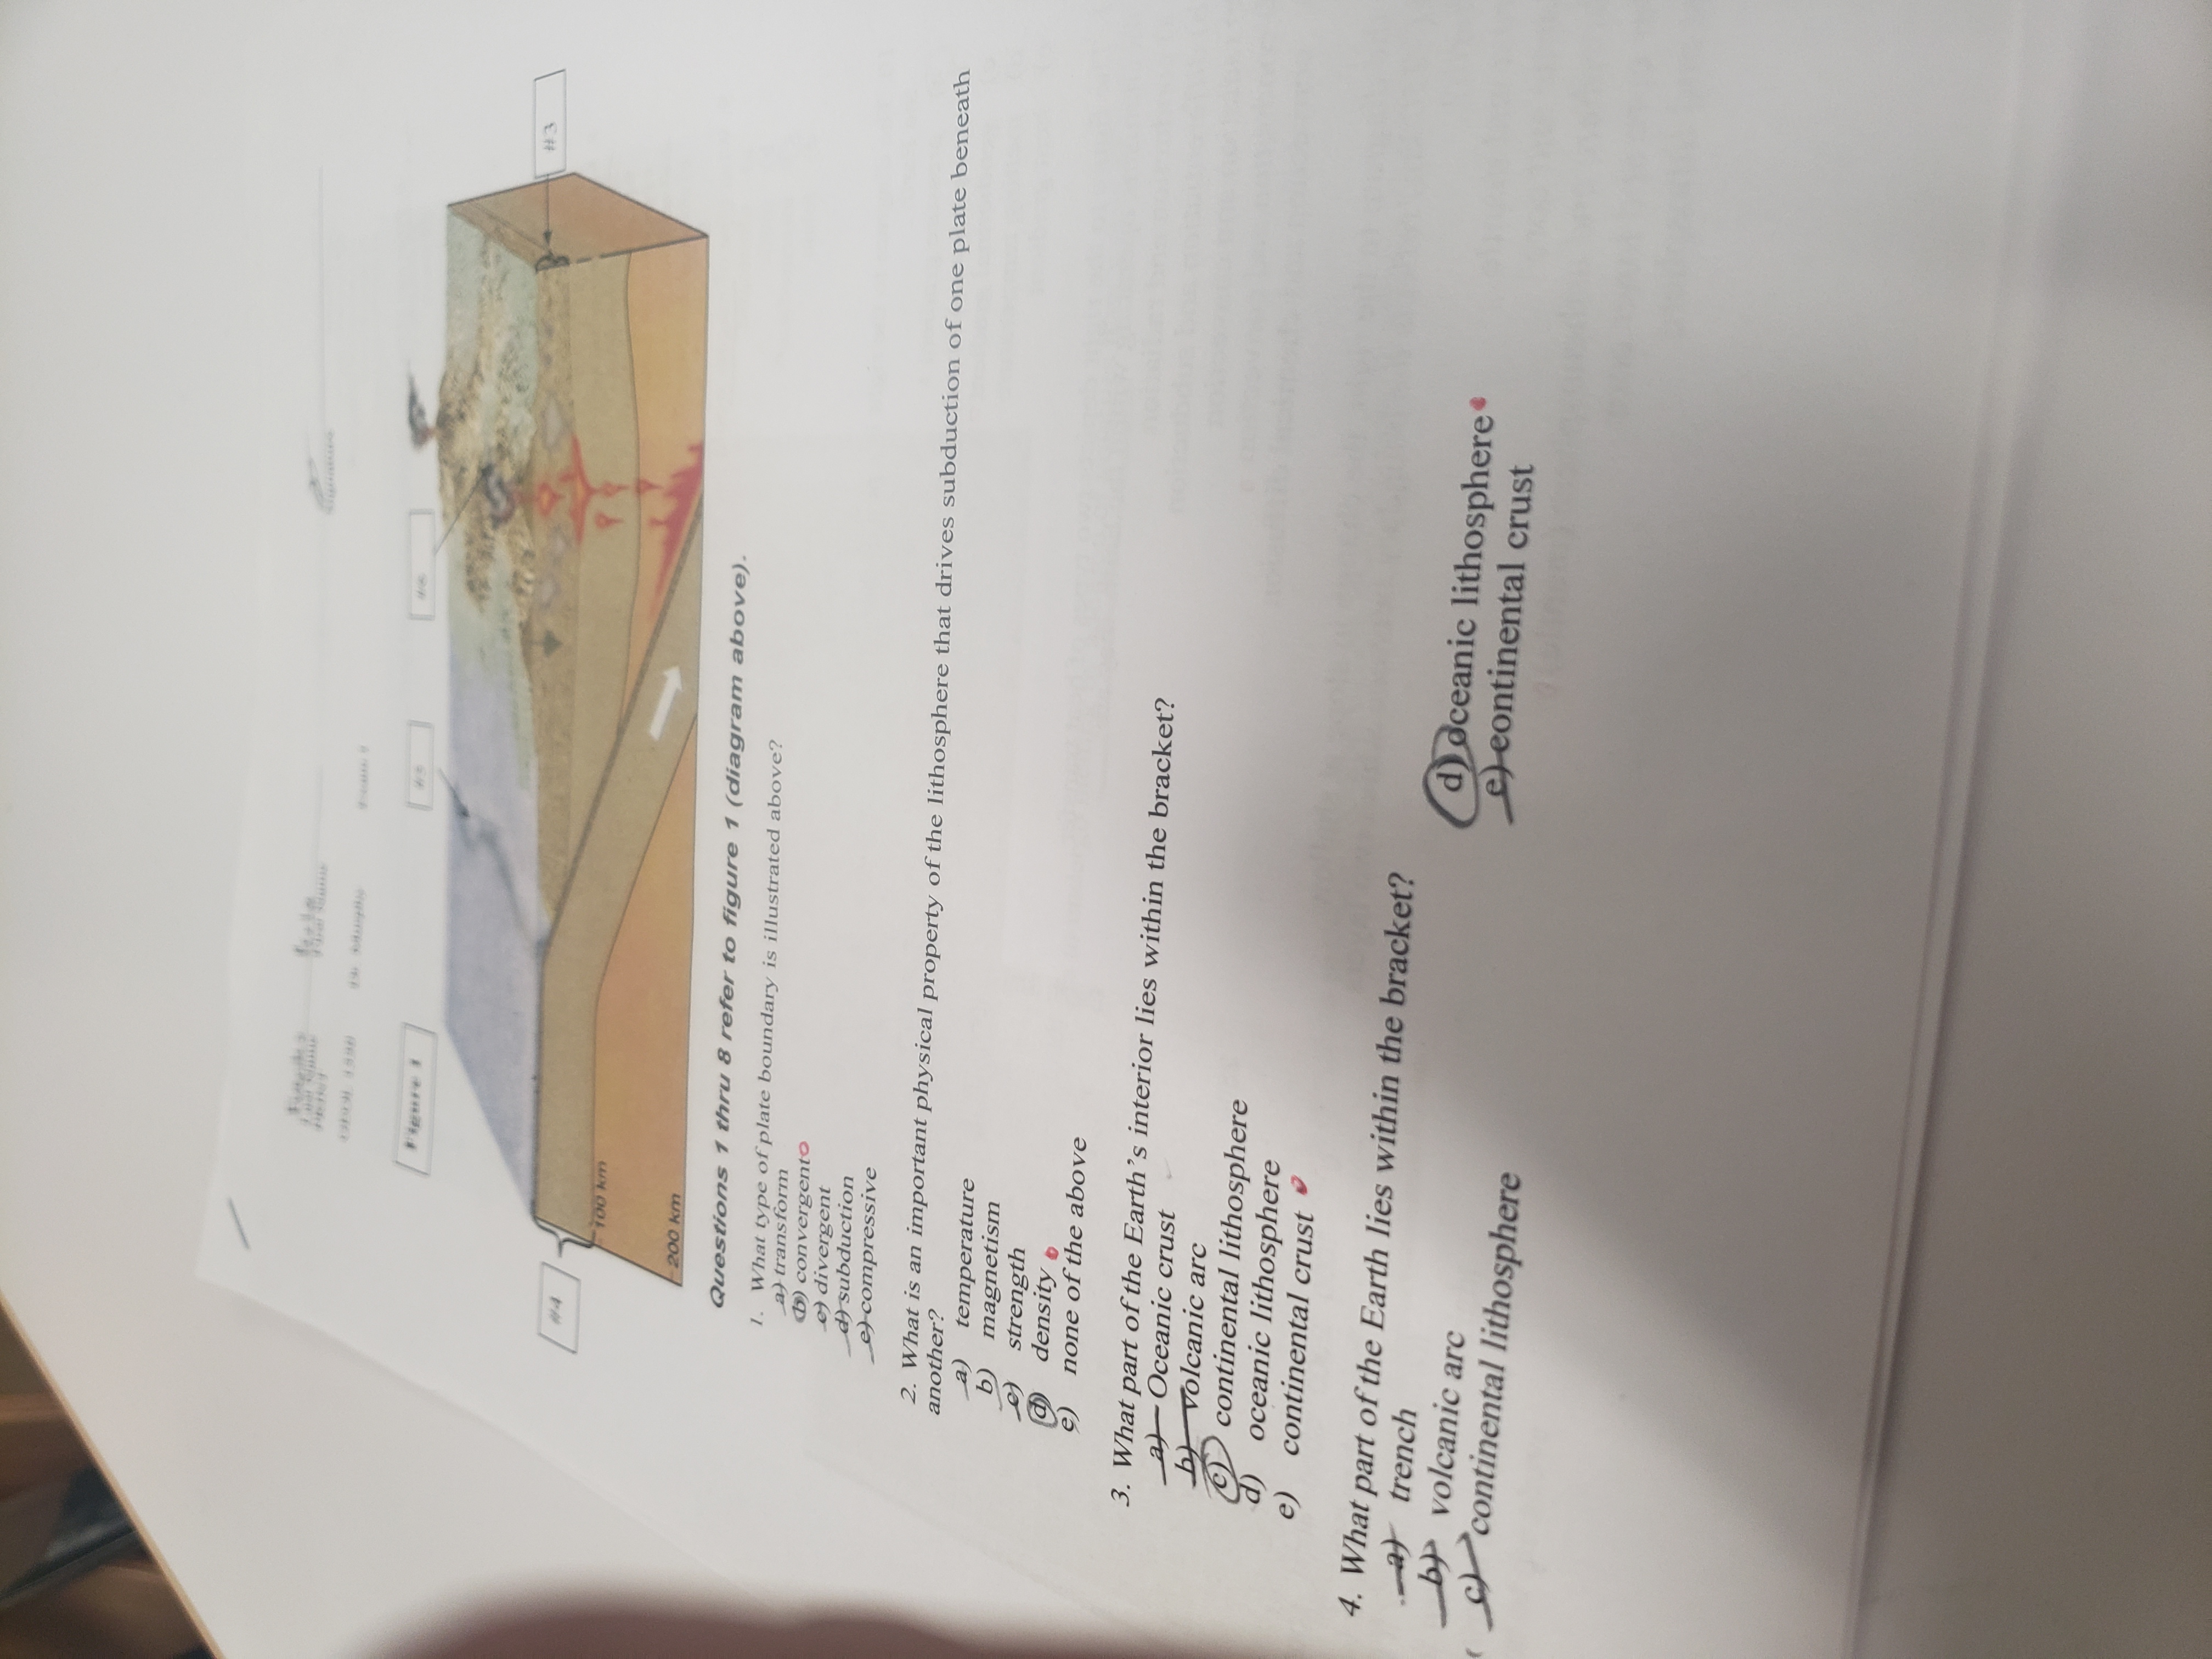 Figure 1
#5
#6
#4
#3
100 km
200 km
Questions 1 thru 8 refer to figure 1 (diagram above).
1. What type of plate boundary is illustrated above?
a) transform
b) convergent
c) divergent
d) subduction
e) compressive
2. What is an important physical property of the lithosphere that drives subduction of one plate beneath
another?
a) temperature
b) magnetism
c) strength
d) density
e) none of the above
3. What part of the Earth's interior lies within the bracket?
a) Oceanic crust
b) volcanic arc
c) continental lithosphere
d) oceanic lithosphere
e) continental crust
4. What part of the Earth lies within the bracket?
a) trench
b) volcanic arc
c) continental lithosphere
d) oceanic lithosphere
e) continental crust